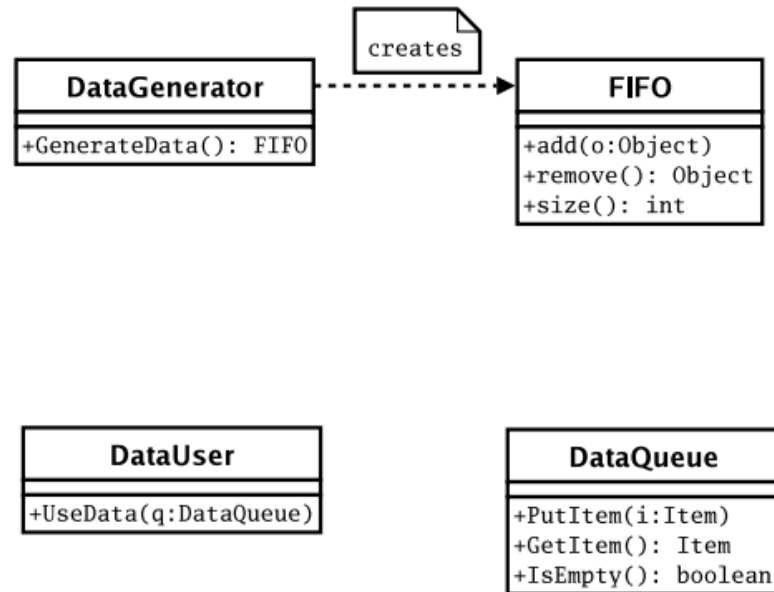 creates
DataGenerator
+GenerateData(): FIFO
FIFO
+add(o:Object)
+remove(): Object
+size(): int
DataUser
+UseData(q:DataQueue)
DataQueue
+PutItem(i:Item)
+GetItem(): Item
+IsEmpty(): boolean